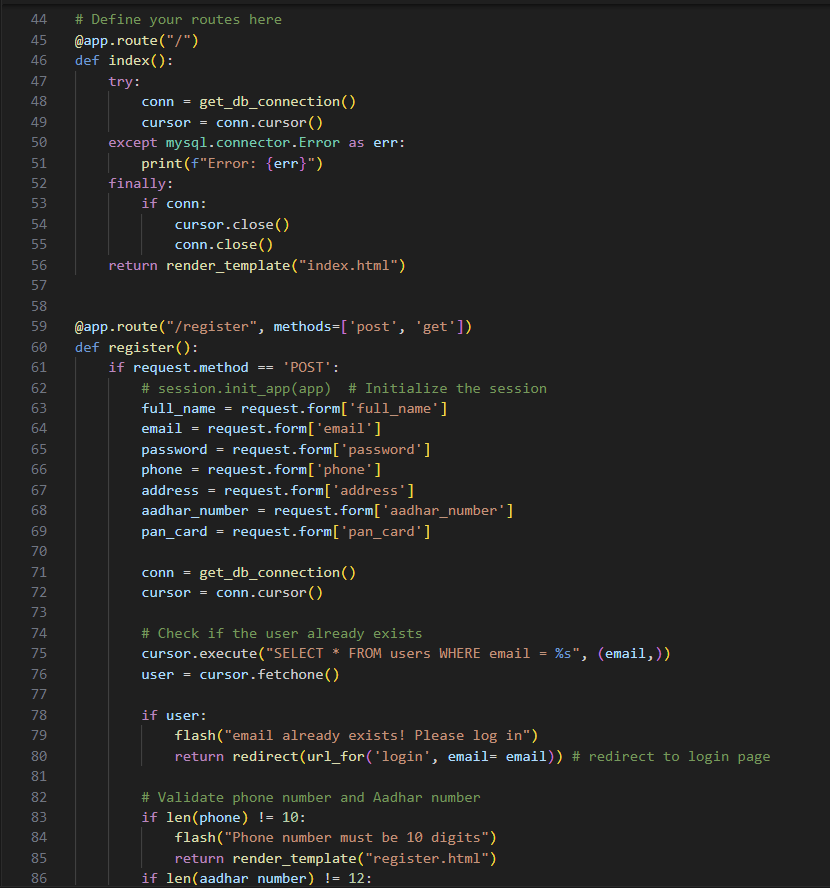 44 # Define your routes here
45 @app.route("/")
46 def index():
47     try:
48         conn = get_db_connection()
49         cursor = conn.cursor()
50     except mysql.connector.Error as err:
51         print(f"Error: {err}")
52     finally:
53         if conn:
54             cursor.close()
55             conn.close()
56     return render_template("index.html")
57
58
59 @app.route("/register", methods=['post', 'get'])
60 def register():
61     if request.method == 'POST':
62         # session.init_app(app)  # Initialize the session
63         full_name = request.form['full_name']
64         email = request.form['email']
65         password = request.form['password']
66         phone = request.form['phone']
67         address = request.form['address']
68         aadhar_number = request.form['aadhar_number']
69         pan_card = request.form['pan_card']
70
71         conn = get_db_connection()
72         cursor = conn.cursor()
73
74         # Check if the user already exists
75         cursor.execute("SELECT * FROM users WHERE email = %s", (email,))
76         user = cursor.fetchone()
77
78         if user:
79             flash("email already exists! Please log in")
80             return redirect(url_for('login', email= email)) # redirect to login page
81
82         # Validate phone number and Aadhar number
83         if len(phone) != 10:
84             flash("Phone number must be 10 digits")
85             return render_template("register.html")
86         if len(aadhar_number) != 12: